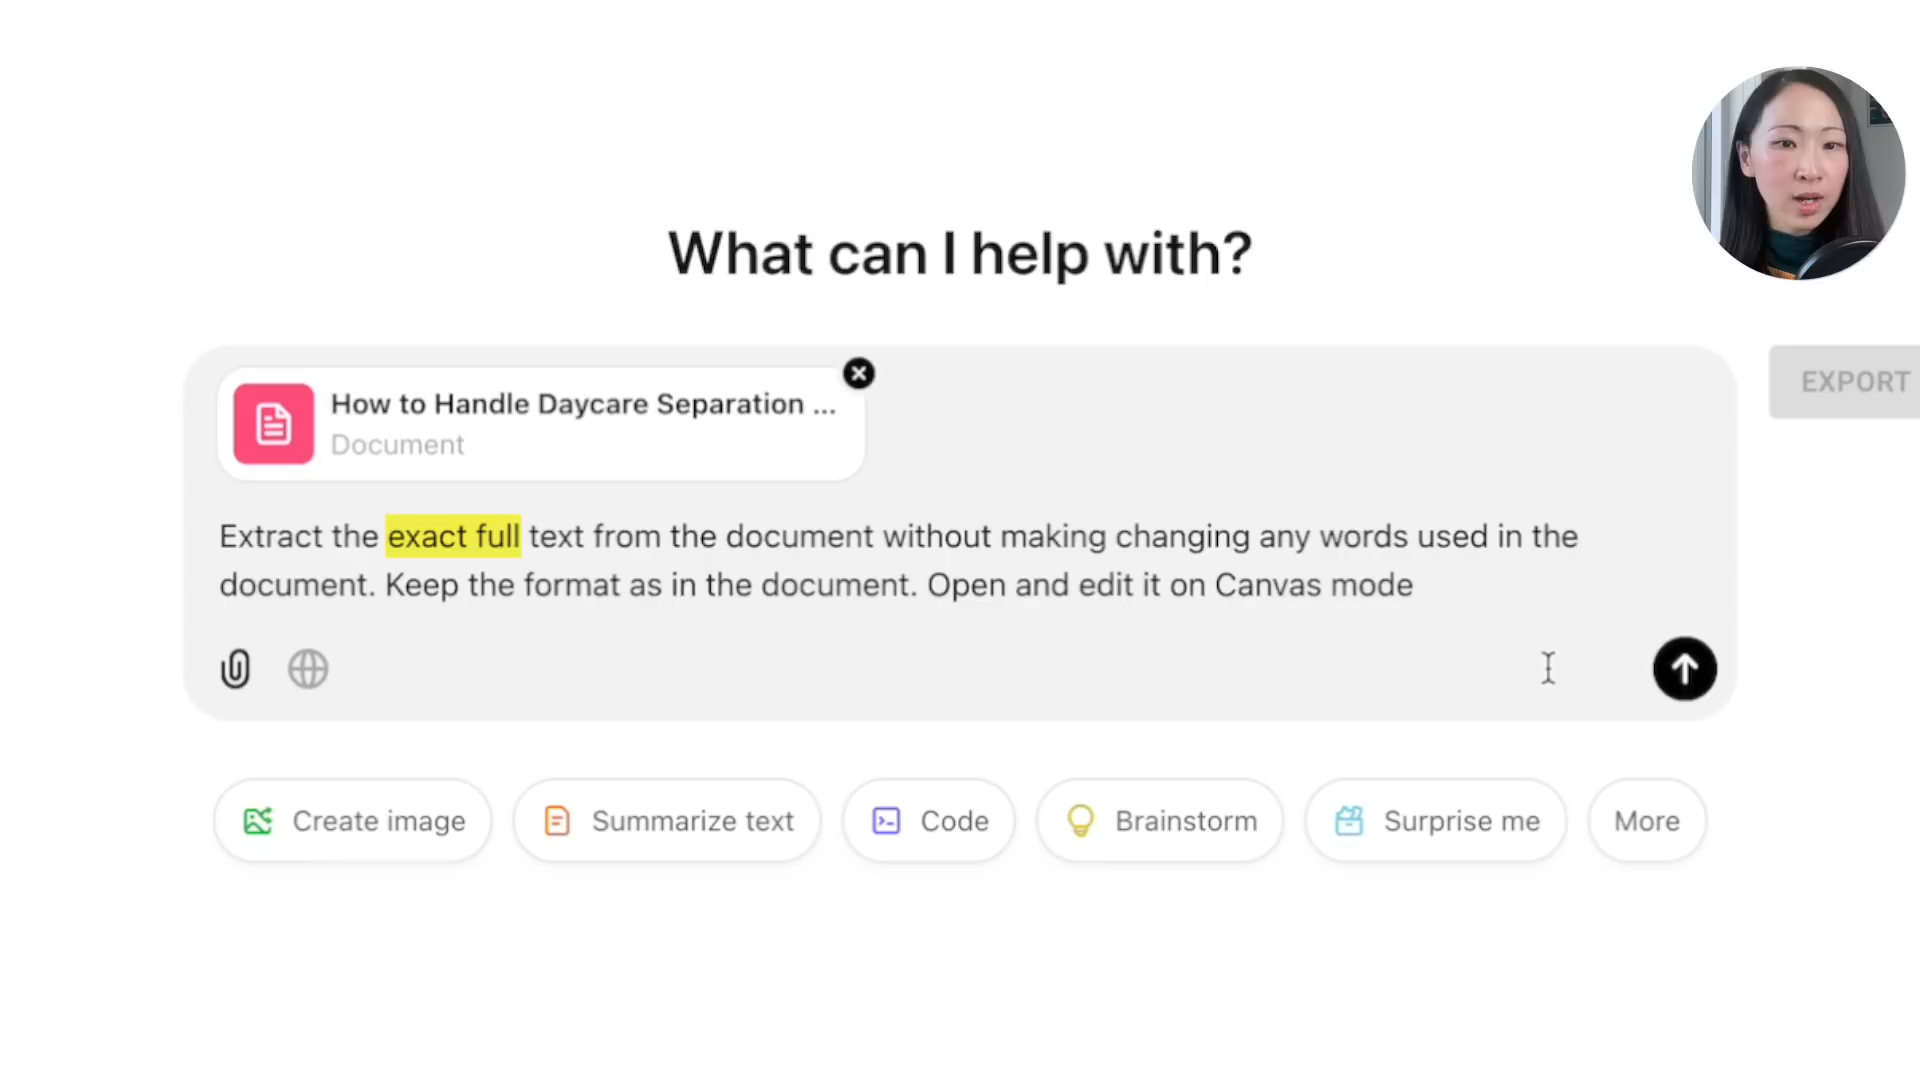 What can I help with?
How to Handle Daycare Separation ...
Document
EXPORT
Extract the exact full text from the document without making changing any words used in the
document. Keep the format as in the document. Open and edit it on Canvas mode
Create image
Summarize text
Code
Brainstorm
Surprise me
More